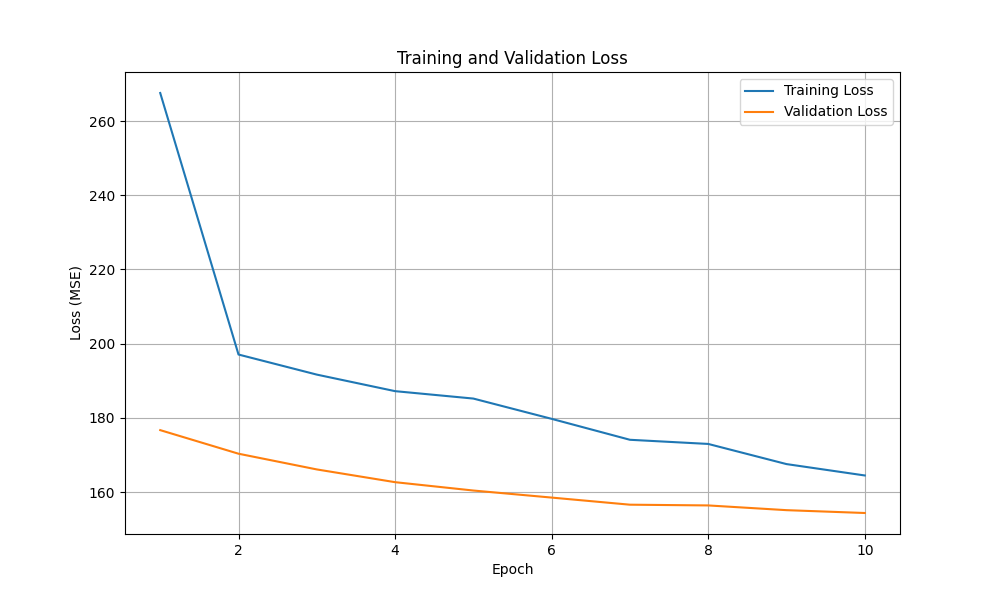 Training and Validation Loss
Training Loss
Validation Loss
260
240
220
200
180
160
Loss (MSE)
2 4 6 8 10
Epoch